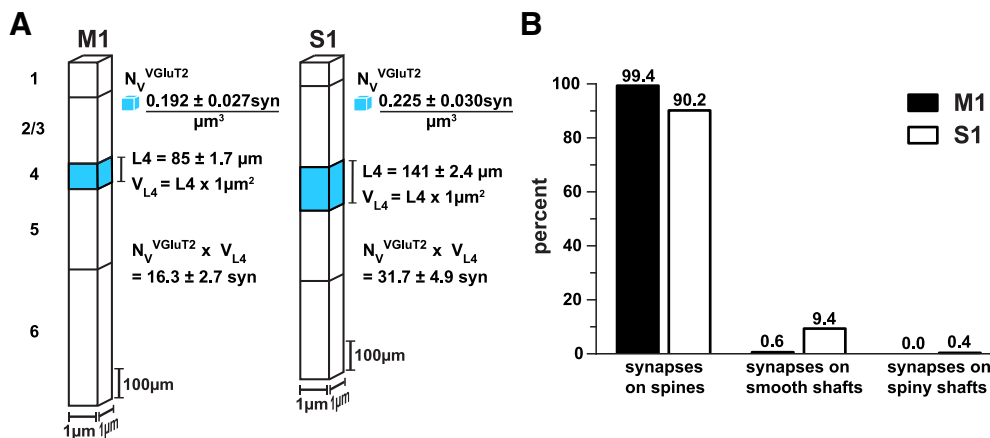 A
M1
S1
1
2/3
4
5
6
N_V^VGluT2
0.192 ± 0.027syn
μm³
L4 = 85 ± 1.7 μm
V_L4 = L4 x 1μm²
N_V^VGluT2 x V_L4
= 16.3 ± 2.7 syn
100μm
1μm 1μm
N_V^VGluT2
0.225 ± 0.030syn
μm³
L4 = 141 ± 2.4 μm
V_L4 = L4 x 1μm²
N_V^VGluT2 x V_L4
= 31.7 ± 4.9 syn
100μm
1μm 1μm
B
percent
100
80
60
40
20
0
99.4
90.2
0.6
9.4
0.0
0.4
M1
S1
synapses
on spines
synapses on
smooth shafts
synapses on
spiny shafts